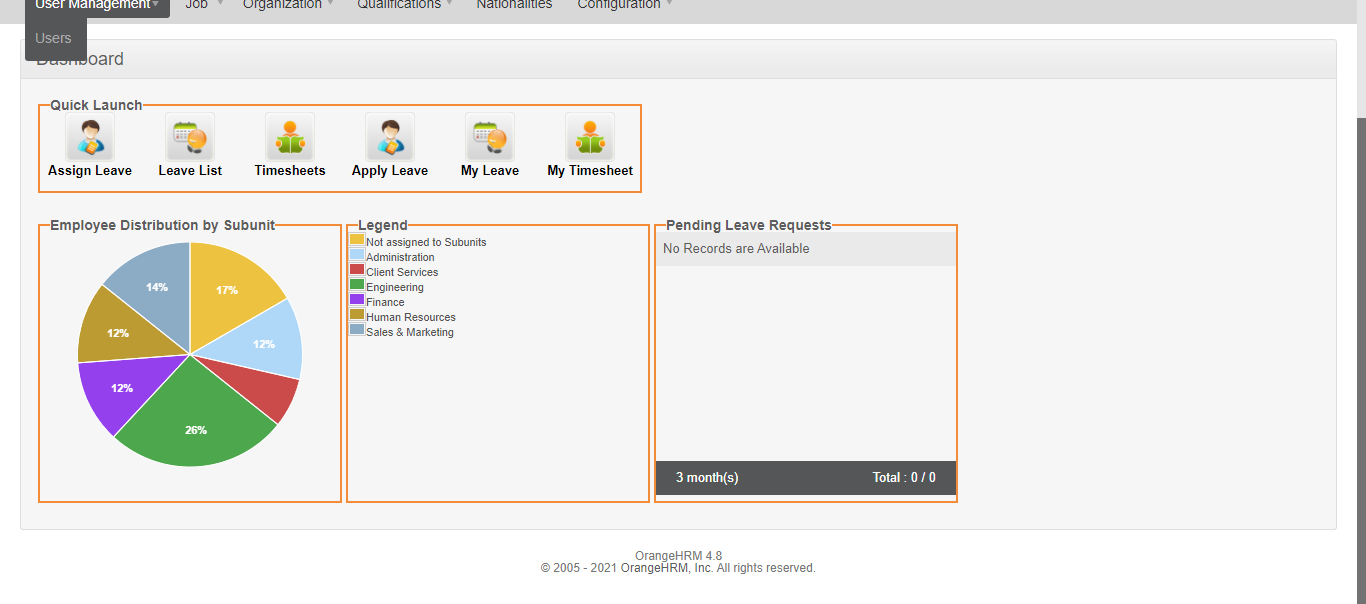 User Management Job Organization Qualifications Nationalities Configuration
Users
Dashboard
Quick Launch
Assign Leave Leave List Timesheets Apply Leave My Leave My Timesheet
Employee Distribution by Subunit
17%
12%
26%
12%
12%
14%
Legend
Not assigned to Subunits
Administration
Client Services
Engineering
Finance
Human Resources
Sales & Marketing
Pending Leave Requests
No Records are Available
3 month(s) Total : 0 / 0
OrangeHRM 4.8
© 2005 - 2021 OrangeHRM, Inc. All rights reserved.